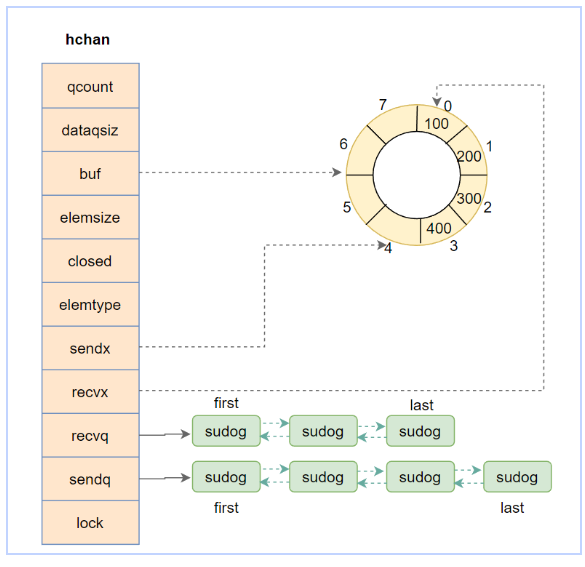 hchan
qcount
dataqsiz
buf
elemsize
closed
elemtype
sendx
recvx
recvq
sendq
lock
7
0
100
6
1
200
300
5
2
400
4
3
first
last
sudog
sudog
sudog
sudog
sudog
sudog
sudog
first
last